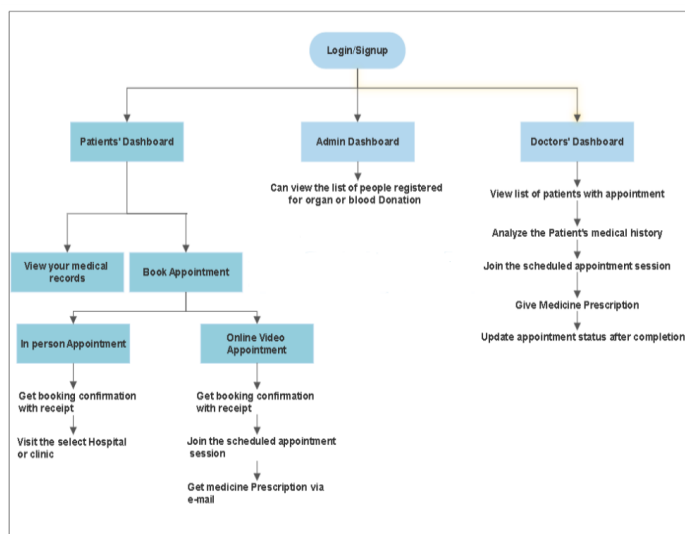 Login/Signup
Patients' Dashboard
Admin Dashboard
Doctors' Dashboard
Can view the list of people registered
for organ or blood Donation
View list of patients with appointment
Analyze the Patient's medical history
View your medical
records
Book Appointment
Join the scheduled appointment session
Give Medicine Prescription
In person Appointment
Online Video
Appointment
Update appointment status after completion
Get booking confirmation
with receipt
Get booking confirmation
with receipt
Visit the select Hospital
or clinic
Join the scheduled appointment
session
Get medicine Prescription via
e-mail